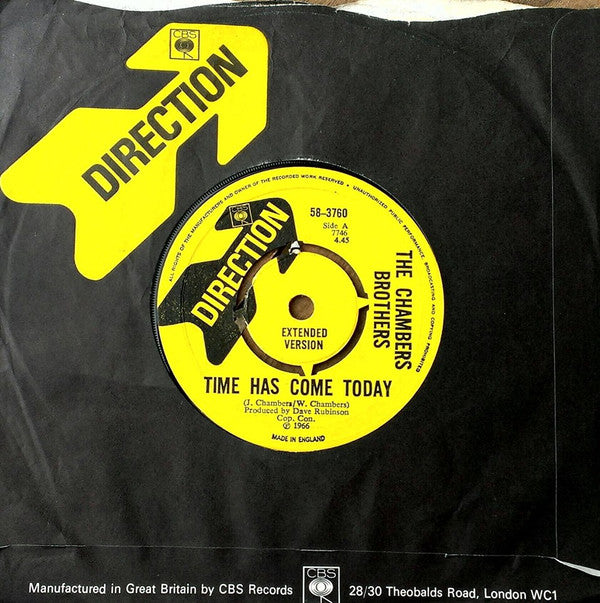 CBS
DIRECTION
ALL RIGHTS OF THE MANUFACTURERS AND OWNER OF THE RECORDED WORK RESERVED • UNAUTHORISED PUBLIC PERFORMANCE, BROADCASTING AND COPYING PROHIBITED
CBS
DIRECTION
58-3760
Side A
7746
4.45
THE CHAMBERS
BROTHERS
EXTENDED
VERSION
TIME HAS COME TODAY
(J. Chambers/W. Chambers)
Produced by Dave Rubinson
Cop. Con.
℗ 1966
MADE IN ENGLAND
Manufactured in Great Britain by CBS Records
CBS
28/30 Theobalds Road, London WC1